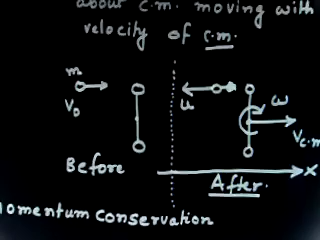 about c.m. moving with
velocity of c.m.
m
V₀
u
ω
Vc.m
Before
After.
x
Momentum Conservation